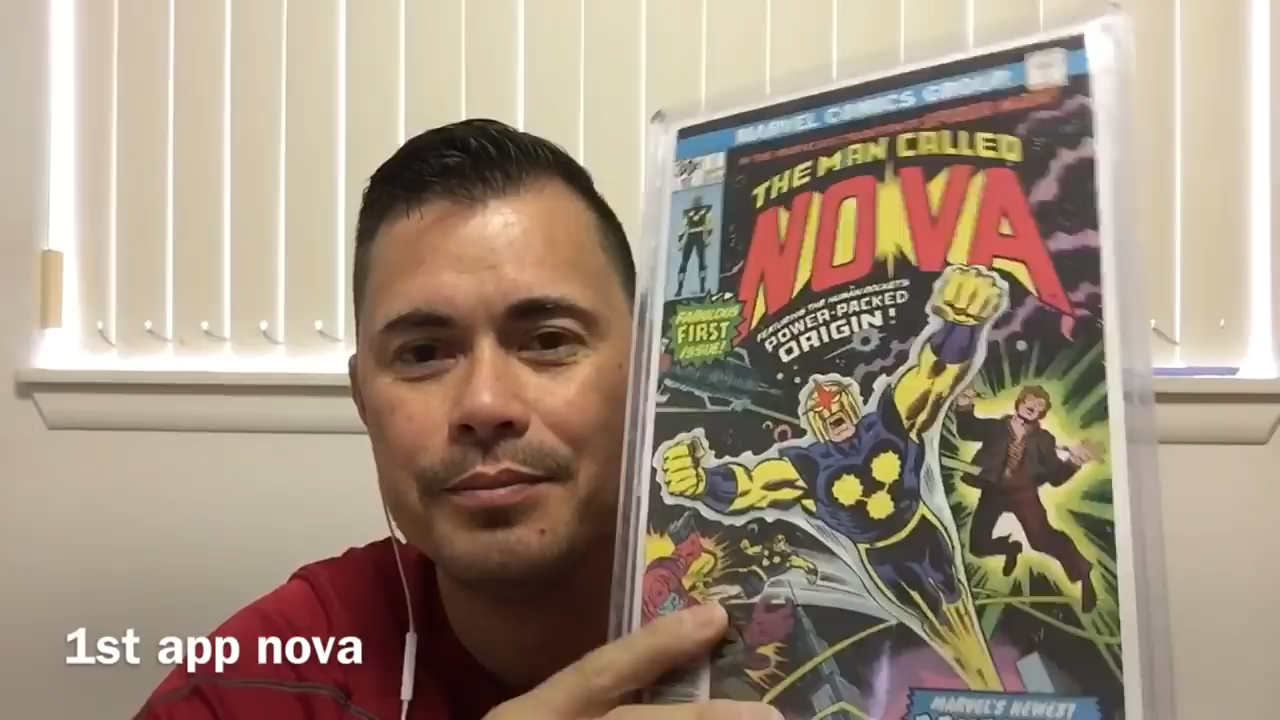 MARVEL COMICS GROUP
THE MAN CALLED
NOVA
FEATURING THE HUMAN ROCKET'S
POWER-PACKED
ORIGIN!
FABULOUS
FIRST
ISSUE!
MARVEL'S NEWEST
1st app nova